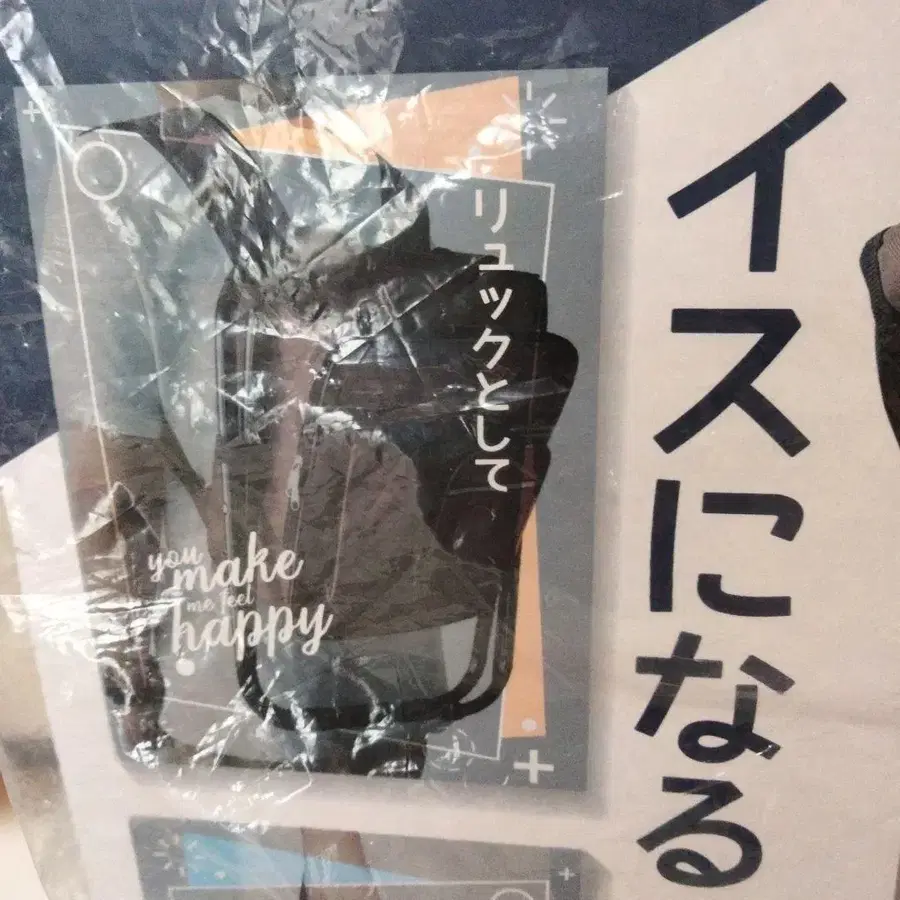 イスになる
リュックとして
you
make
me feel
happy